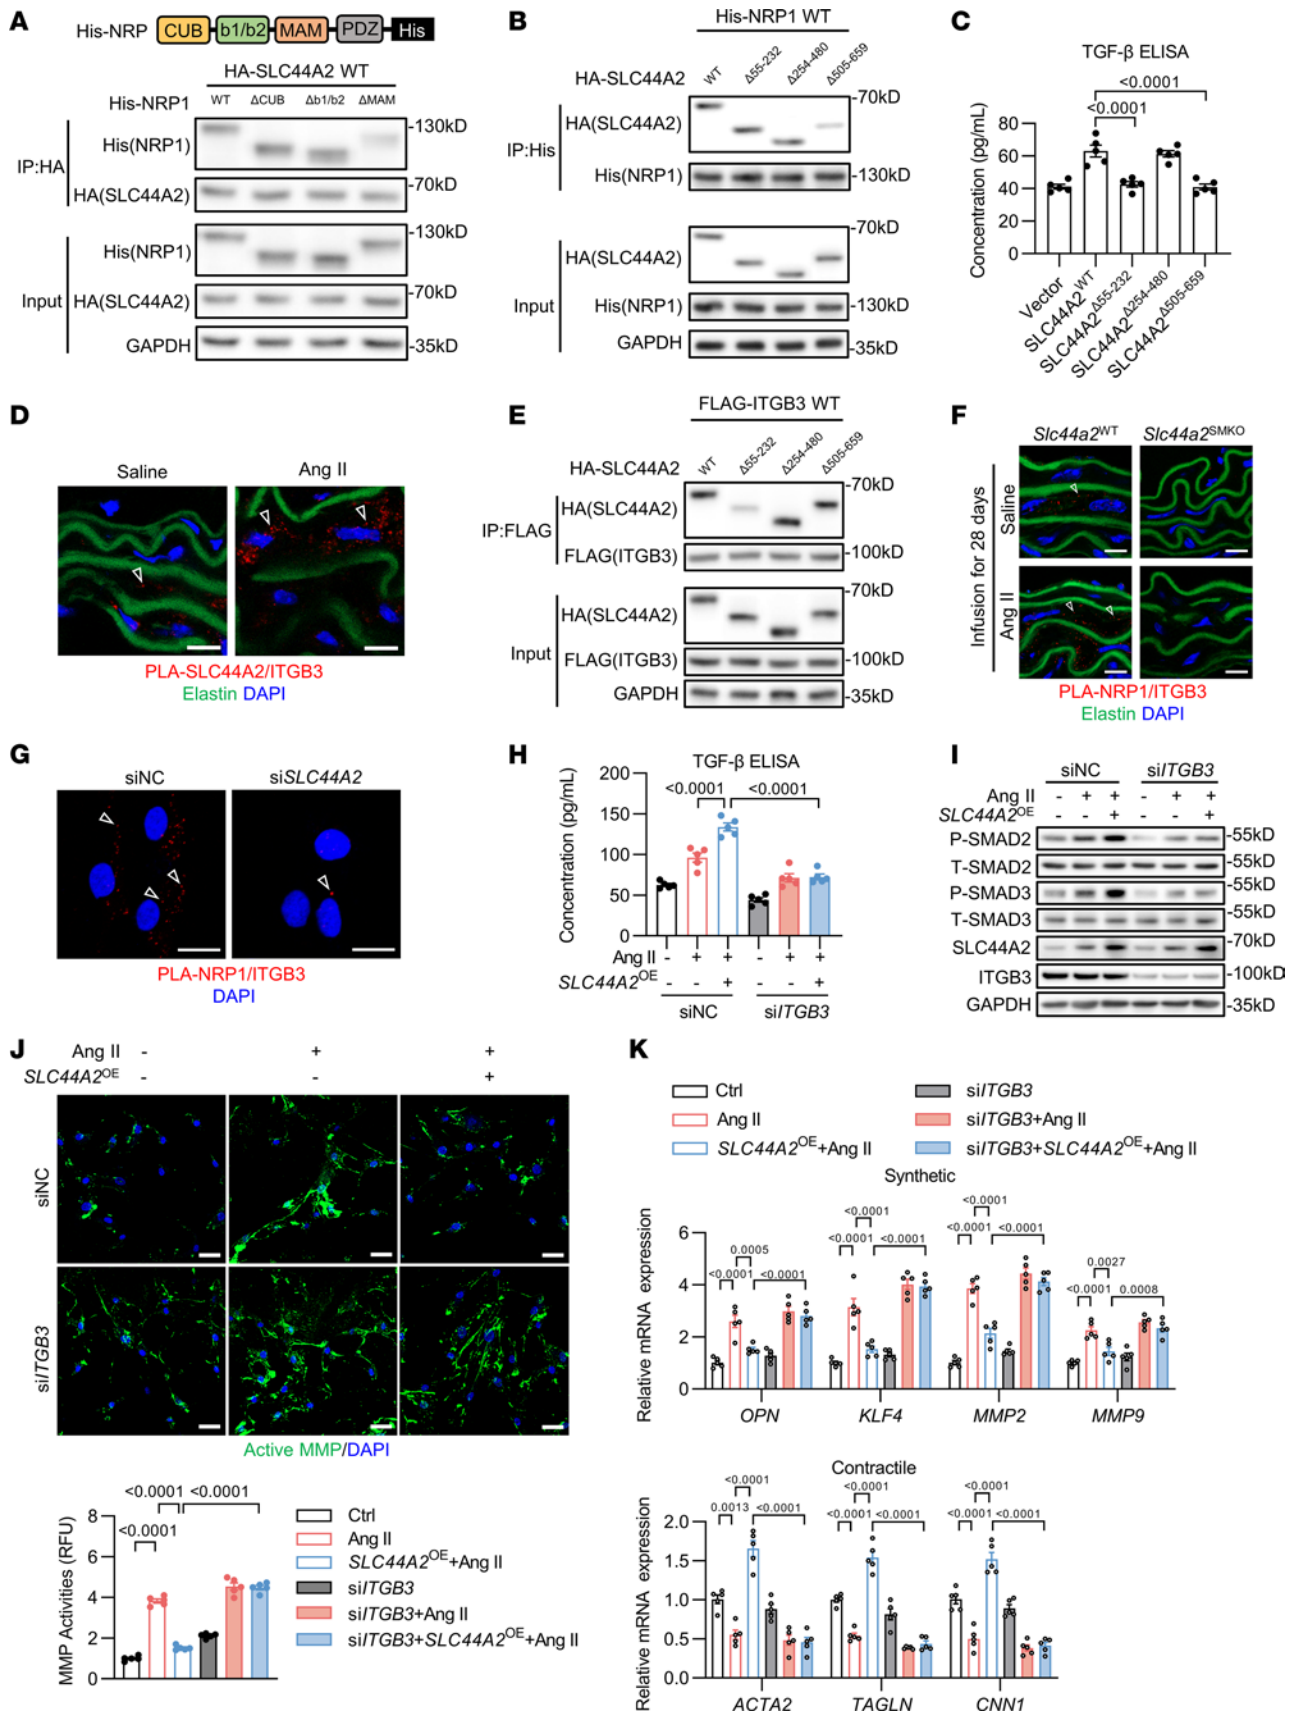 A
His-NRP CUB b1/b2 MAM PDZ His
HA-SLC44A2 WT
His-NRP1 WT ΔCUB Δb1/b2 ΔMAM
IP:HA
His(NRP1) -130kD
HA(SLC44A2) -70kD
Input
His(NRP1) -130kD
HA(SLC44A2) -70kD
GAPDH -35kD
B
His-NRP1 WT
HA-SLC44A2 WT Δ55-232 Δ254-480 Δ505-659
IP:His
HA(SLC44A2) -70kD
His(NRP1) -130kD
Input
HA(SLC44A2) -70kD
His(NRP1) -130kD
GAPDH -35kD
C
TGF-β ELISA
<0.0001
<0.0001
Concentration (pg/mL)
80
60
40
20
0
Vector
SLC44A2WT
SLC44A2Δ55-232
SLC44A2Δ254-480
SLC44A2Δ505-659
D
Saline Ang II
PLA-SLC44A2/ITGB3
Elastin DAPI
E
FLAG-ITGB3 WT
HA-SLC44A2 WT Δ55-232 Δ254-480 Δ505-659
IP:FLAG
HA(SLC44A2) -70kD
FLAG(ITGB3) -100kD
Input
HA(SLC44A2) -70kD
FLAG(ITGB3) -100kD
GAPDH -35kD
F
Slc44a2WT Slc44a2SMKO
Infusion for 28 days
Saline
Ang II
PLA-NRP1/ITGB3
Elastin DAPI
G
siNC siSLC44A2
PLA-NRP1/ITGB3
DAPI
H
TGF-β ELISA
<0.0001 <0.0001
Concentration (pg/mL)
200
150
100
50
0
Ang II - + + - + +
SLC44A2OE - - + - - +
siNC siITGB3
I
siNC siITGB3
Ang II - + + - + +
SLC44A2OE - - + - - +
P-SMAD2 -55kD
T-SMAD2 -55kD
P-SMAD3 -55kD
T-SMAD3 -55kD
SLC44A2 -70kD
ITGB3 -100kD
GAPDH -35kD
J
Ang II - + +
SLC44A2OE - - +
siNC
siITGB3
Active MMP/DAPI
<0.0001 <0.0001
<0.0001
MMP Activities (RFU)
8
6
4
2
0
Ctrl
Ang II
SLC44A2OE+Ang II
siITGB3
siITGB3+Ang II
siITGB3+SLC44A2OE+Ang II
K
Ctrl siITGB3
Ang II siITGB3+Ang II
SLC44A2OE+Ang II siITGB3+SLC44A2OE+Ang II
Synthetic
Relative mRNA expression
6
4
2
0
<0.0001 0.0005 <0.0001
<0.0001 <0.0001 <0.0001
<0.0001 <0.0001 <0.0001
<0.0001 0.0027 0.0008
OPN KLF4 MMP2 MMP9
Contractile
Relative mRNA expression
2.0
1.5
1.0
0.5
0.0
0.0013 <0.0001 <0.0001
<0.0001 <0.0001 <0.0001
<0.0001 <0.0001 <0.0001
ACTA2 TAGLN CNN1